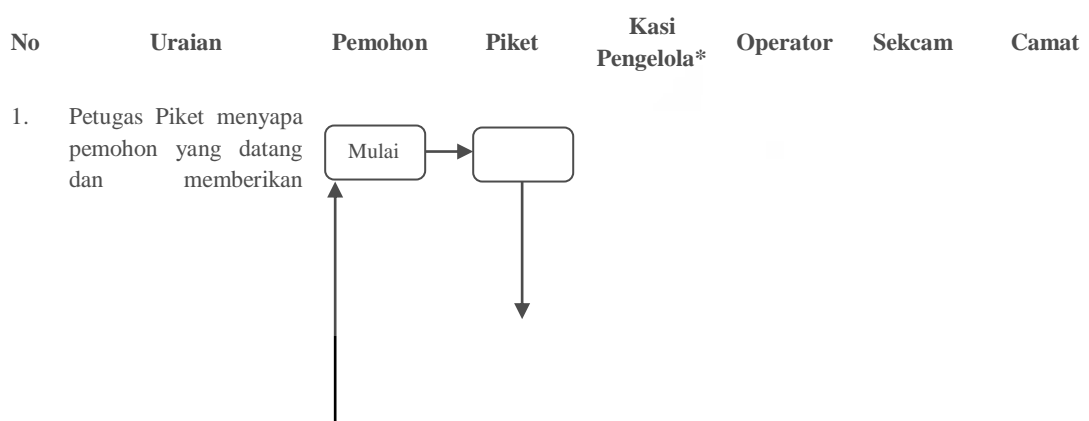 No Uraian Pemohon Piket Kasi Pengelola* Operator Sekcam Camat
1. Petugas Piket menyapa
pemohon yang datang
dan memberikan
Mulai